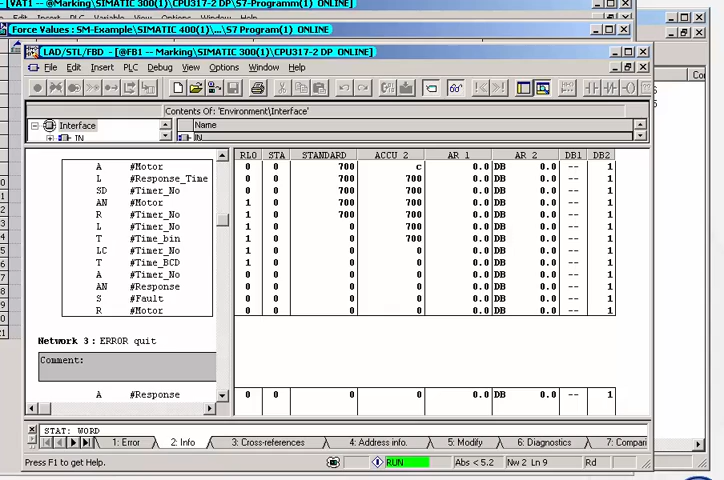 - [VAT1] - @Marking\SIMATIC 300(1)\CPU317-2 DP\S7-Programm(1) ONLINE
Force Values : SM-Example\SIMATIC 400(1)\...\S7 Program(1) ONLINE
LAD/STL/FBD - [@FB1 -- Marking\SIMATIC 300(1)\CPU317-2 DP ONLINE]
File Edit Insert PLC Debug View Options Window Help
Contents Of: 'Environment\Interface'
Interface
Name
IN
IN
RLO STA STANDARD ACCU 2 AR 1 AR 2 DB1 DB2
A #Motor 0 0 700 c 0.0 DB 0.0 -- 1
L #Response_Time 0 0 700 700 0.0 DB 0.0 -- 1
SD #Timer_No 0 0 700 700 0.0 DB 0.0 -- 1
AN #Motor 1 0 700 700 0.0 DB 0.0 -- 1
R #Timer_No 1 0 700 700 0.0 DB 0.0 -- 1
L #Timer_No 1 0 0 700 0.0 DB 0.0 -- 1
T #Time_bin 1 0 0 700 0.0 DB 0.0 -- 1
LC #Timer_No 1 0 0 0 0.0 DB 0.0 -- 1
T #Time_BCD 1 0 0 0 0.0 DB 0.0 -- 1
A #Timer_No 0 0 0 0 0.0 DB 0.0 -- 1
AN #Response 0 0 0 0 0.0 DB 0.0 -- 1
S #Fault 0 0 0 0 0.0 DB 0.0 -- 1
R #Motor 0 0 0 0 0.0 DB 0.0 -- 1
Network 3 : ERROR quit
Comment:
A #Response 0 0 0 0 0.0 DB 0.0 -- 1
STAT: WORD
1: Error 2: Info 3: Cross-references 4: Address info. 5: Modify 6: Diagnostics 7: Compari
Press F1 to get Help. RUN Abs < 5.2 Nw 2 Ln 9 Rd